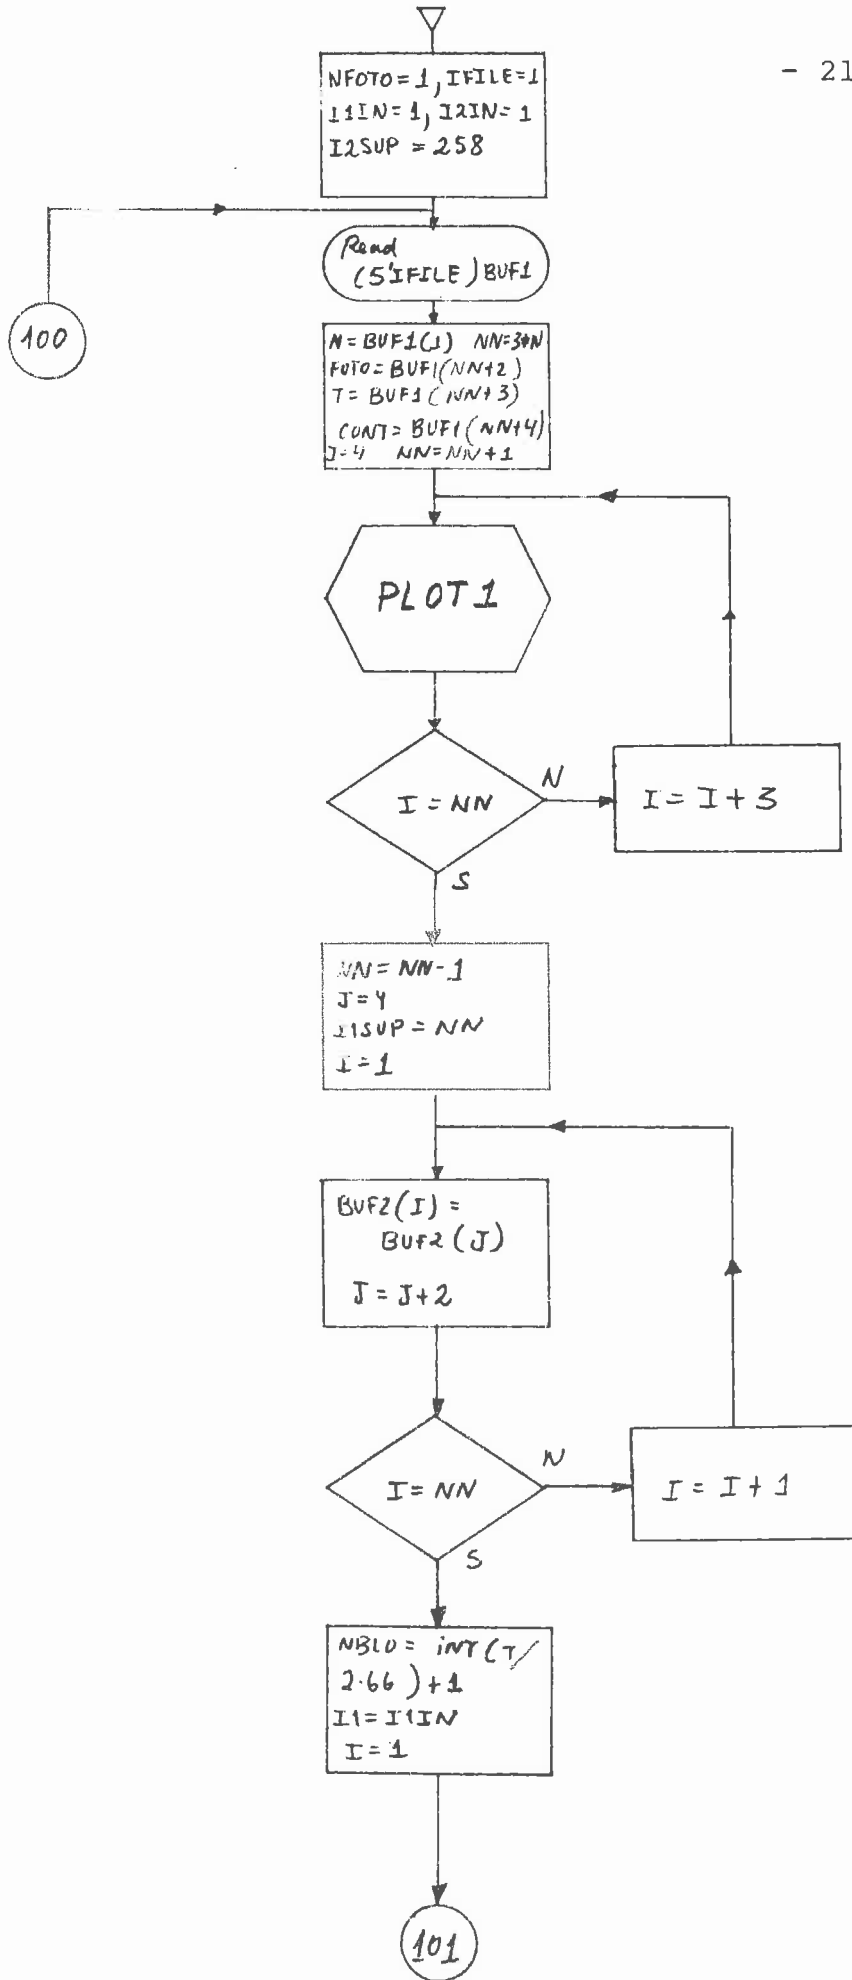 - 21
NFOTO=1, IFILE=1
I1IN=1, I2IN=1
I2SUP=258
Read
(5'IFILE) BUF1
100
N=BUF1(1) NN=3*N
FOTO=BUF1(NN+2)
T=BUF1(NN+3)
CONT=BUF1(NN+4)
J=4 NN=NN+1
PLOT1
I=NN
N
I=I+3
S
NN=NN-1
J=4
I1SUP=NN
I=1
BUF2(I)=
BUF2(J)
J=J+2
I=NN
N
I=I+1
S
NBLO=INT(T/
2.66)+1
I1=I1IN
I=1
101